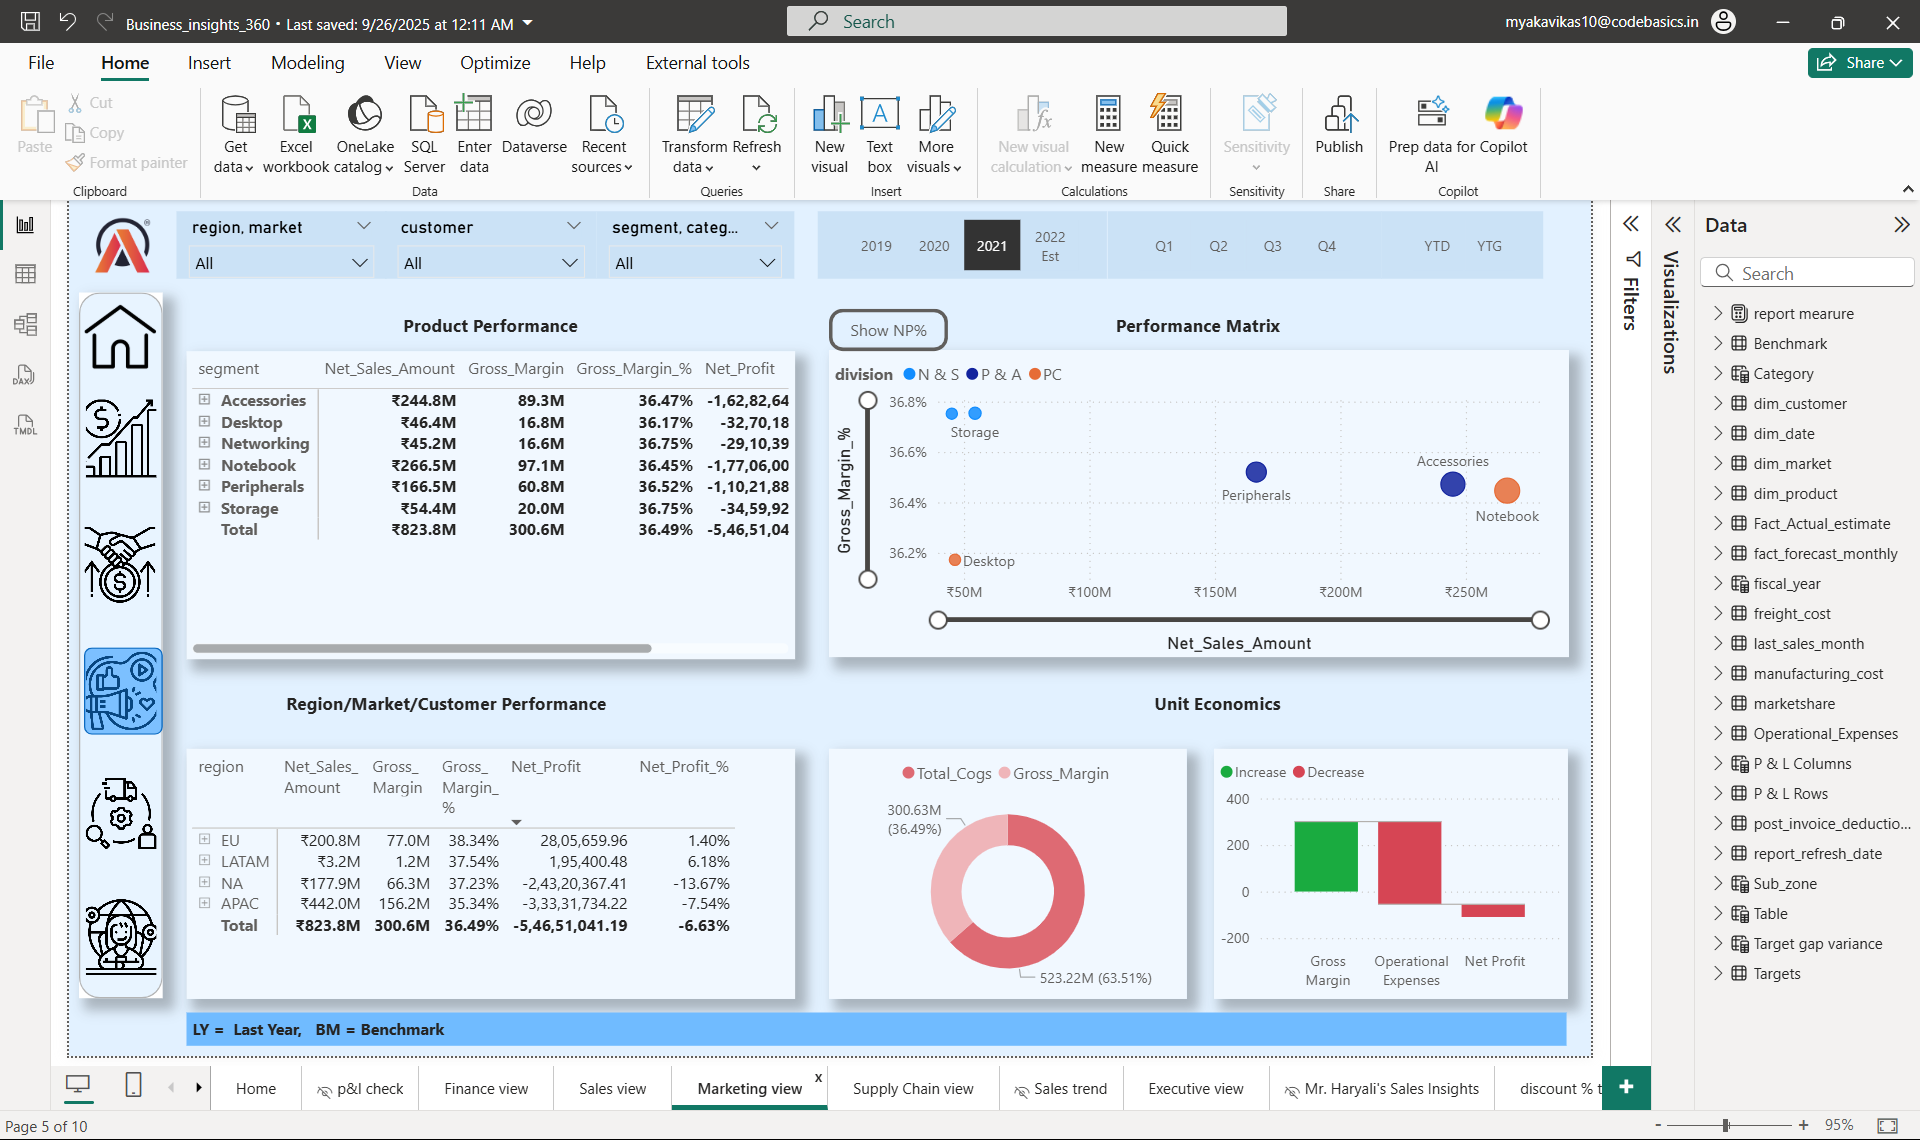 Business_insights_360 • Last saved: 9/26/2025 at 12:11 AM
Search
myakavikas10@codebasics.in
File Home Insert Modeling View Optimize Help External tools
Share
Paste
Cut
Copy
Format painter
Get data
Excel workbook
OneLake catalog
SQL Server
Enter data
Dataverse
Recent sources
Transform data
Refresh
New visual
Text box
More visuals
New visual calculation
New measure
Quick measure
Sensitivity
Publish
Prep data for AI
Copilot
Clipboard Data Queries Insert Calculations Sensitivity Share Copilot
DAX
TMDL
region, market
All
customer
All
segment, categ...
All
2019 2020 2021 2022 Est
Q1 Q2 Q3 Q4
YTD YTG
Product Performance
segment Net_Sales_Amount Gross_Margin Gross_Margin_% Net_Profit
Accessories ₹244.8M 89.3M 36.47% -1,62,82,64
Desktop ₹46.4M 16.8M 36.17% -32,70,18
Networking ₹45.2M 16.6M 36.75% -29,10,39
Notebook ₹266.5M 97.1M 36.45% -1,77,06,00
Peripherals ₹166.5M 60.8M 36.52% -1,10,21,88
Storage ₹54.4M 20.0M 36.75% -34,59,92
Total ₹823.8M 300.6M 36.49% -5,46,51,04
Show NP%
Performance Matrix
division N & S P & A PC
Gross_Margin_%
36.8%
36.6%
36.4%
36.2%
Storage
Peripherals
Accessories
Notebook
Desktop
₹50M ₹100M ₹150M ₹200M ₹250M
Net_Sales_Amount
Region/Market/Customer Performance
region Net_Sales_Amount Gross_Margin Gross_Margin_% Net_Profit Net_Profit_%
EU ₹200.8M 77.0M 38.34% 28,05,659.96 1.40%
LATAM ₹3.2M 1.2M 37.54% 1,95,400.48 6.18%
NA ₹177.9M 66.3M 37.23% -2,43,20,367.41 -13.67%
APAC ₹442.0M 156.2M 35.34% -3,33,31,734.22 -7.54%
Total ₹823.8M 300.6M 36.49% -5,46,51,041.19 -6.63%
Unit Economics
Total_Cogs Gross_Margin
300.63M
(36.49%)
523.22M (63.51%)
Increase Decrease
400
200
0
-200
Gross Margin
Operational Expenses
Net Profit
LY = Last Year, BM = Benchmark
Filters
Visualizations
Data
Search
report mearure
Benchmark
Category
dim_customer
dim_date
dim_market
dim_product
Fact_Actual_estimate
fact_forecast_monthly
fiscal_year
freight_cost
last_sales_month
manufacturing_cost
marketshare
Operational_Expenses
P & L Columns
P & L Rows
post_invoice_deductio...
report_refresh_date
Sub_zone
Table
Target gap variance
Targets
Home
p&l check
Finance view
Sales view
Marketing view
x
Supply Chain view
Sales trend
Executive view
Mr. Haryali's Sales Insights
discount % t
+
Page 5 of 10
- + 95%